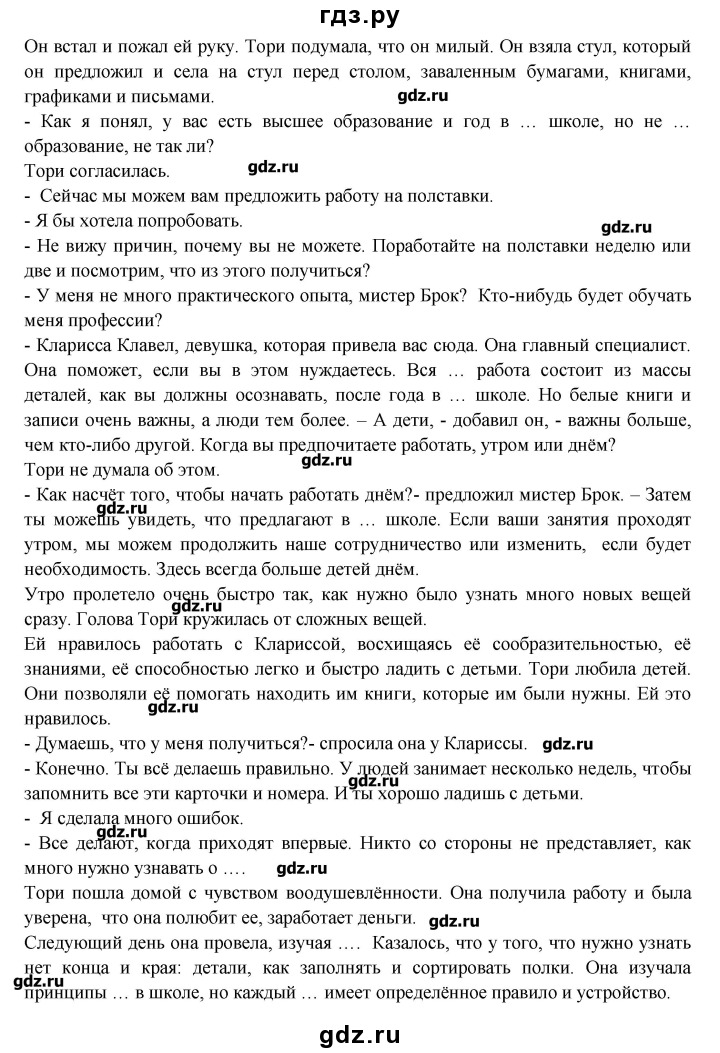 гдз.ру
Он встал и пожал ей руку. Тори подумала, что он милый. Он взяла стул, который
он предложил и села на стул перед столом, заваленным бумагами, книгами,
графиками и письмами.
gdz.ru
- Как я понял, у вас есть высшее образование и год в … школе, но не …
образование, не так ли?
Тори согласилась.
gdz.ru
- Сейчас мы можем вам предложить работу на полставки.
- Я бы хотела попробовать.
gdz.ru
- Не вижу причин, почему вы не можете. Поработайте на полставки неделю или
две и посмотрим, что из этого получиться?
- У меня не много практического опыта, мистер Брок? Кто-нибудь будет обучать
меня профессии?
- Кларисса Клавел, девушка, которая привела вас сюда. Она главный специалист.
Она поможет, если вы в этом нуждаетесь. Вся … работа состоит из массы
деталей, как вы должны осознавать, после года в … школе. Но белые книги и
записи очень важны, а люди тем более. – А дети, - добавил он, - важны больше,
чем кто-либо другой. Когда вы предпочитаете работать, утром или днём?
gdz.ru
Тори не думала об этом.
- Как насчёт того, чтобы начать работать днём?- предложил мистер Брок. – Затем
gdz.ru
ты можешь увидеть, что предлагают в … школе. Если ваши занятия проходят
утром, мы можем продолжить наше сотрудничество или изменить, если будет
необходимость. Здесь всегда больше детей днём.
Утро пролетело очень быстро так, как нужно было узнать много новых вещей
gdz.ru
сразу. Голова Тори кружилась от сложных вещей.
Ей нравилось работать с Клариссой, восхищаясь её сообразительностью, её
знаниями, её способностью легко и быстро ладить с детьми. Тори любила детей.
Они позволяли её помогать находить им книги, которые им были нужны. Ей это
gdz.ru
нравилось.
- Думаешь, что у меня получиться?- спросила она у Клариссы.
gdz.ru
- Конечно. Ты всё делаешь правильно. У людей занимает несколько недель, чтобы
gdz.ru
запомнить все эти карточки и номера. И ты хорошо ладишь с детьми.
- Я сделала много ошибок.
gdz.ru
- Все делают, когда приходят впервые. Никто со стороны не представляет, как
много нужно узнавать о ….
gdz.ru
Тори пошла домой с чувством воодушевлённости. Она получила работу и была
уверена, что она полюбит ее, заработает деньги.
gdz.ru
Следующий день она провела, изучая …. Казалось, что у того, что нужно узнать
нет конца и края: детали, как заполнять и сортировать полки. Она изучала
gdz.ru
принципы … в школе, но каждый … имеет определённое правило и устройство.
gdz.ru